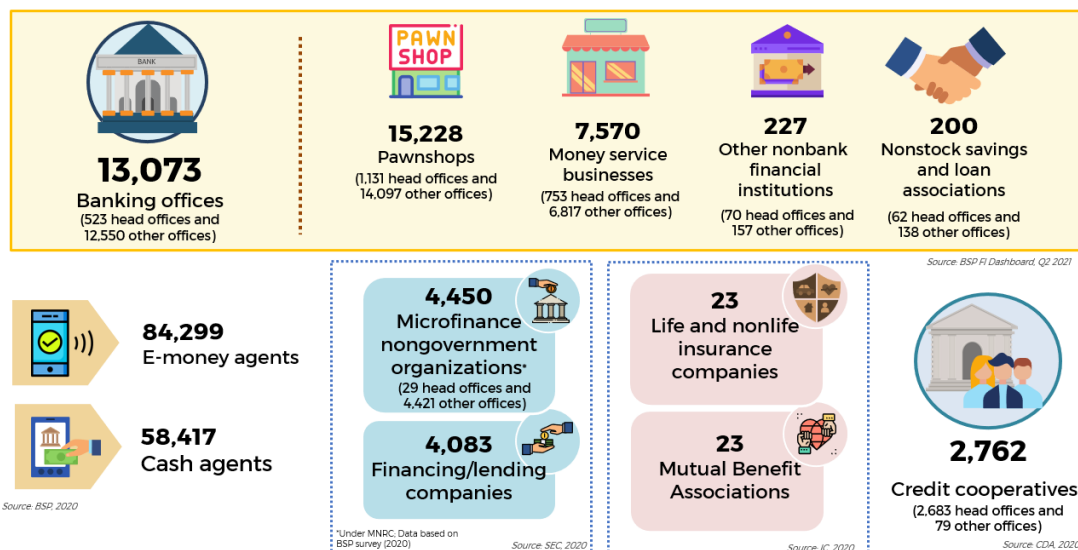 BANK
13,073
Banking offices
(523 head offices and
12,550 other offices)
PAWN
SHOP
15,228
Pawnshops
(1,131 head offices and
14,097 other offices)
7,570
Money service
businesses
(753 head offices and
6,817 other offices)
227
Other nonbank
financial
institutions
(70 head offices and
157 other offices)
200
Nonstock savings
and loan
associations
(62 head offices and
138 other offices)
Source: BSP FI Dashboard, Q2 2021
84,299
E-money agents
58,417
Cash agents
Source: BSP, 2020
4,450
Microfinance
nongovernment
organizations*
(29 head offices and
4,421 other offices)
4,083
Financing/lending
companies
*Under MNRC; Data based on
BSP survey (2020)
Source: SEC, 2020
23
Life and nonlife
insurance
companies
23
Mutual Benefit
Associations
Source: IC, 2020
2,762
Credit cooperatives
(2,683 head offices and
79 other offices)
Source: CDA, 2020